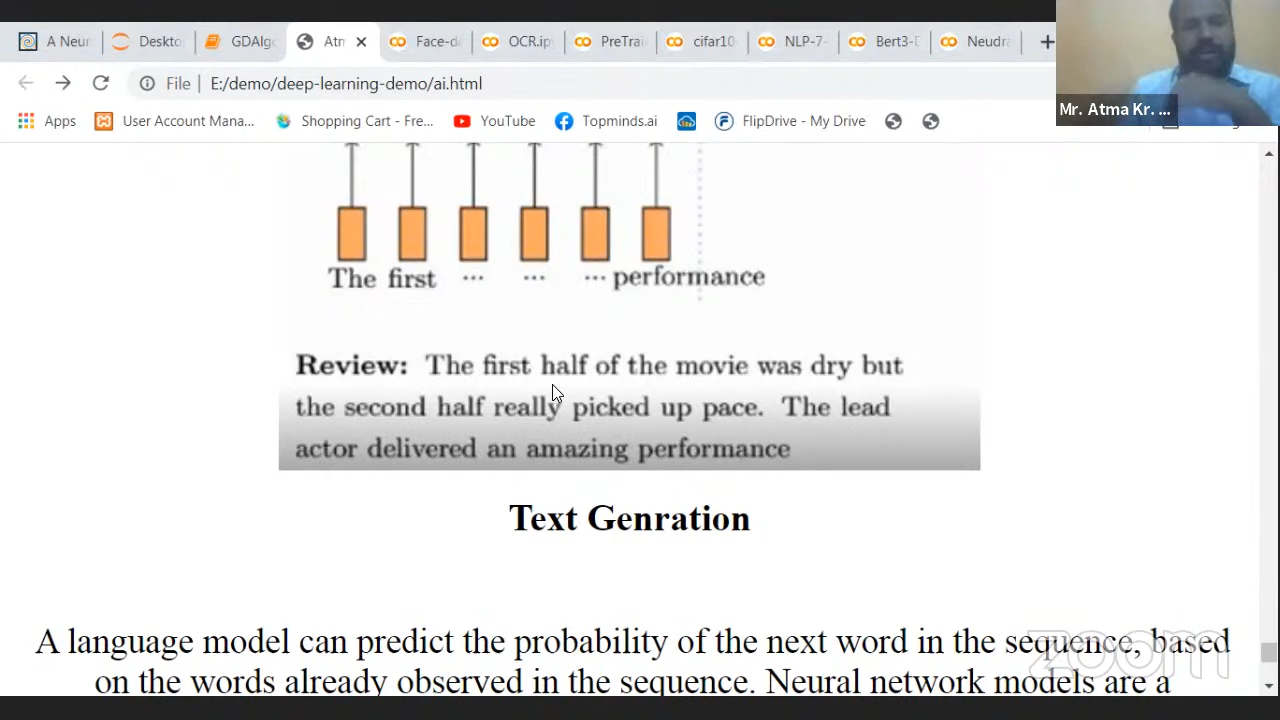 A Neur
Deskto
GDAlgo
Atm
Face-de
OCR.ip
PreTrai
cifar10
NLP-7-
Bert3-D
Neudra
File
E:/demo/deep-learning-demo/ai.html
Mr. Atma Kr. ...
Apps
User Account Mana...
Shopping Cart - Fre...
YouTube
Topminds.ai
FlipDrive - My Drive
The first ... ... ... performance
Review: The first half of the movie was dry but
the second half really picked up pace. The lead
actor delivered an amazing performance
Text Genration
A language model can predict the probability of the next word in the sequence, based
on the words already observed in the sequence. Neural network models are a
zoom